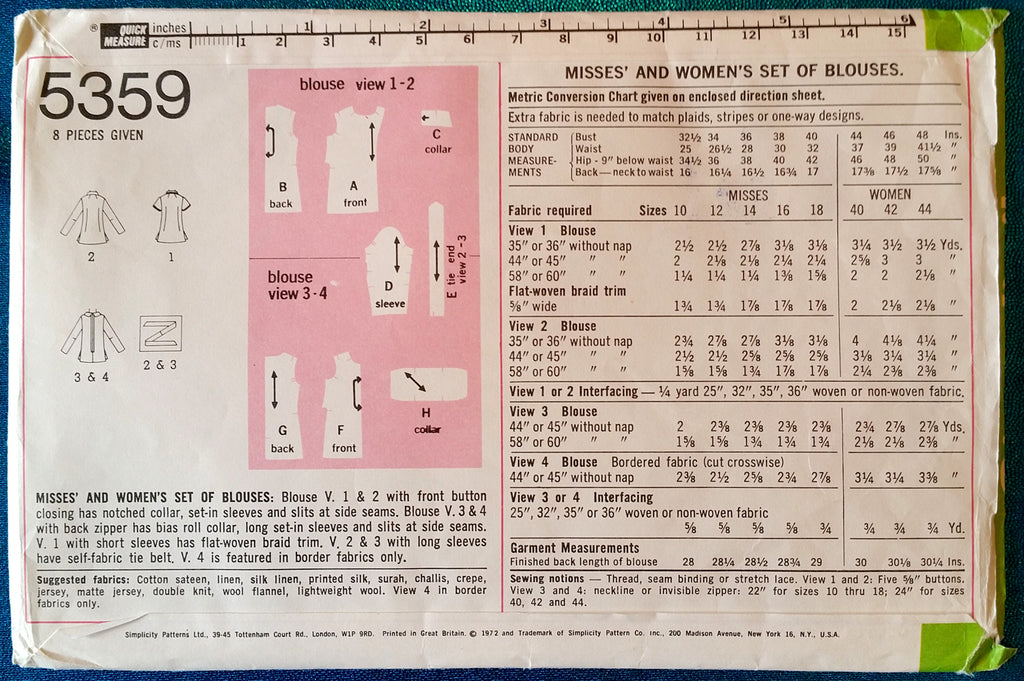 ® QUICK MEASURE inches 1 2 3 4 5 6
c/ms 1 2 3 4 5 6 7 8 9 10 11 12 13 14 15
5359
8 PIECES GIVEN
2 1
3 & 4 2 & 3
blouse view 1-2
B back
A front
C collar
D sleeve
E tie end view 2-3
blouse view 3-4
G back
F front
H collar
MISSES' AND WOMEN'S SET OF BLOUSES: Blouse V. 1 & 2 with front button
closing has notched collar, set-in sleeves and slits at side seams. Blouse V. 3 & 4
with back zipper has bias roll collar, long set-in sleeves and slits at side seams.
V. 1 with short sleeves has flat-woven braid trim. V. 2 & 3 with long sleeves
have self-fabric tie belt. V. 4 is featured in border fabrics only.
Suggested fabrics: Cotton sateen, linen, silk linen, printed silk, surah, challis, crepe,
jersey, matte jersey, double knit, wool flannel, lightweight wool. View 4 in border
fabrics only.
MISSES' AND WOMEN'S SET OF BLOUSES.
Metric Conversion Chart given on enclosed direction sheet.
Extra fabric is needed to match plaids, stripes or one-way designs.
STANDARD Bust 32½ 34 36 38 40 44 46 48 Ins.
BODY Waist 25 26½ 28 30 32 37 39 41½ "
MEASURE- Hip - 9" below waist 34½ 36 38 40 42 46 48 50 "
MENTS Back — neck to waist 16 16¼ 16½ 16¾ 17 17⅜ 17½ 17⅝ "
MISSES WOMEN
Fabric required Sizes 10 12 14 16 18 40 42 44
View 1 Blouse
35" or 36" without nap 2½ 2½ 2⅞ 3⅛ 3⅛ 3¼ 3½ 3½ Yds.
44" or 45" " " 2 2⅛ 2⅛ 2¼ 2¼ 2⅝ 3 3 "
58" or 60" " " 1¼ 1¼ 1¼ 1⅜ 1⅝ 2 2 2⅛ "
Flat-woven braid trim
⅝" wide 1¾ 1¾ 1⅞ 1⅞ 1⅞ 2 2⅛ 2⅛ "
View 2 Blouse
35" or 36" without nap 2¾ 2⅞ 2⅞ 3⅛ 3⅛ 4 4⅛ 4¼ "
44" or 45" " " 2½ 2½ 2⅝ 2⅝ 2⅝ 3⅛ 3¼ 3¼ "
58" or 60" " " 1⅝ 1⅝ 1¾ 1⅞ 1⅞ 2¼ 2⅜ 2⅜ "
View 1 or 2 Interfacing — ¼ yard 25", 32", 35", 36" woven or non-woven fabric.
View 3 Blouse
44" or 45" without nap 2 2⅜ 2⅜ 2⅜ 2⅜ 2¾ 2⅞ 2⅞ Yds.
58" or 60" " " 1⅝ 1⅝ 1¾ 1¾ 1¾ 2⅛ 2⅛ 2⅜ "
View 4 Blouse Bordered fabric (cut crosswise)
44" or 45" without nap 2⅜ 2½ 2⅝ 2¾ 2⅞ 3¼ 3¼ 3⅜ "
View 3 or 4 Interfacing
25", 32", 35" or 36" woven or non-woven fabric
⅝ ⅝ ⅝ ⅝ ¾ ¾ ¾ ¾ Yd.
Garment Measurements
Finished back length of blouse 28 28¼ 28½ 28¾ 29 30 30⅛ 30¼ Ins.
Sewing notions — Thread, seam binding or stretch lace. View 1 and 2: Five ⅝" buttons.
View 3 and 4: neckline or invisible zipper: 22" for sizes 10 thru 18; 24" for sizes
40, 42 and 44.
Simplicity Patterns Ltd., 39-45 Tottenham Court Rd., London, W1P 9RD. Printed in Great Britain. © 1972 and Trademark of Simplicity Pattern Co. Inc., 200 Madison Avenue, New York 16, N.Y., U.S.A.